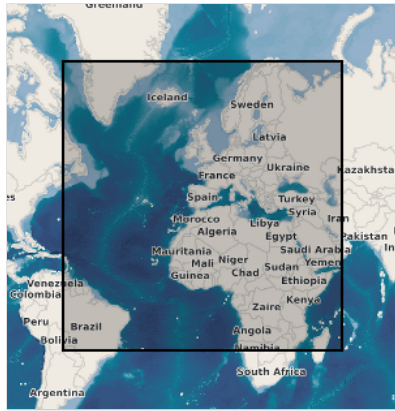 Greenland
Iceland
Sweden
Latvia
Germany
Ukraine
France
Kazakhsta
Spain
Turkey
Syria
Morocco
Algeria
Libya
Iran
Egypt
Pakistan
Mauritania
Saudi Arabia
In
Mali
Niger
Yemen
Guinea
Chad
Sudan
Ethiopia
Venezuela
Colombia
Kenya
Zaire
Peru
Brazil
Angola
Bolivia
Namibia
South Africa
Argentina
es